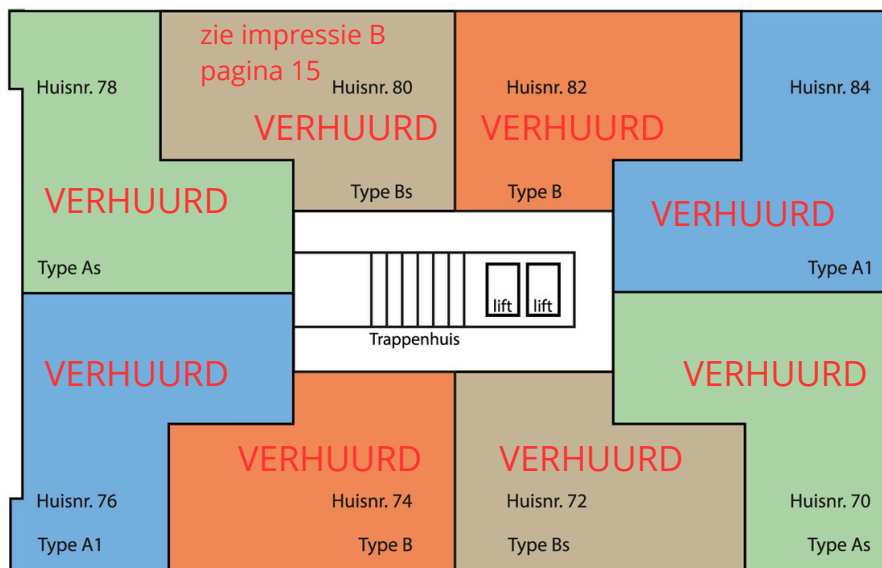 zie impressie B
pagina 15
Huisnr. 78
Huisnr. 80
Huisnr. 82
Huisnr. 84
VERHUURD
VERHUURD
VERHUURD
VERHUURD
Type Bs
Type B
Type As
Type A1
lift
lift
Trappenhuis
VERHUURD
VERHUURD
VERHUURD
VERHUURD
Huisnr. 76
Huisnr. 74
Huisnr. 72
Huisnr. 70
Type A1
Type B
Type Bs
Type As